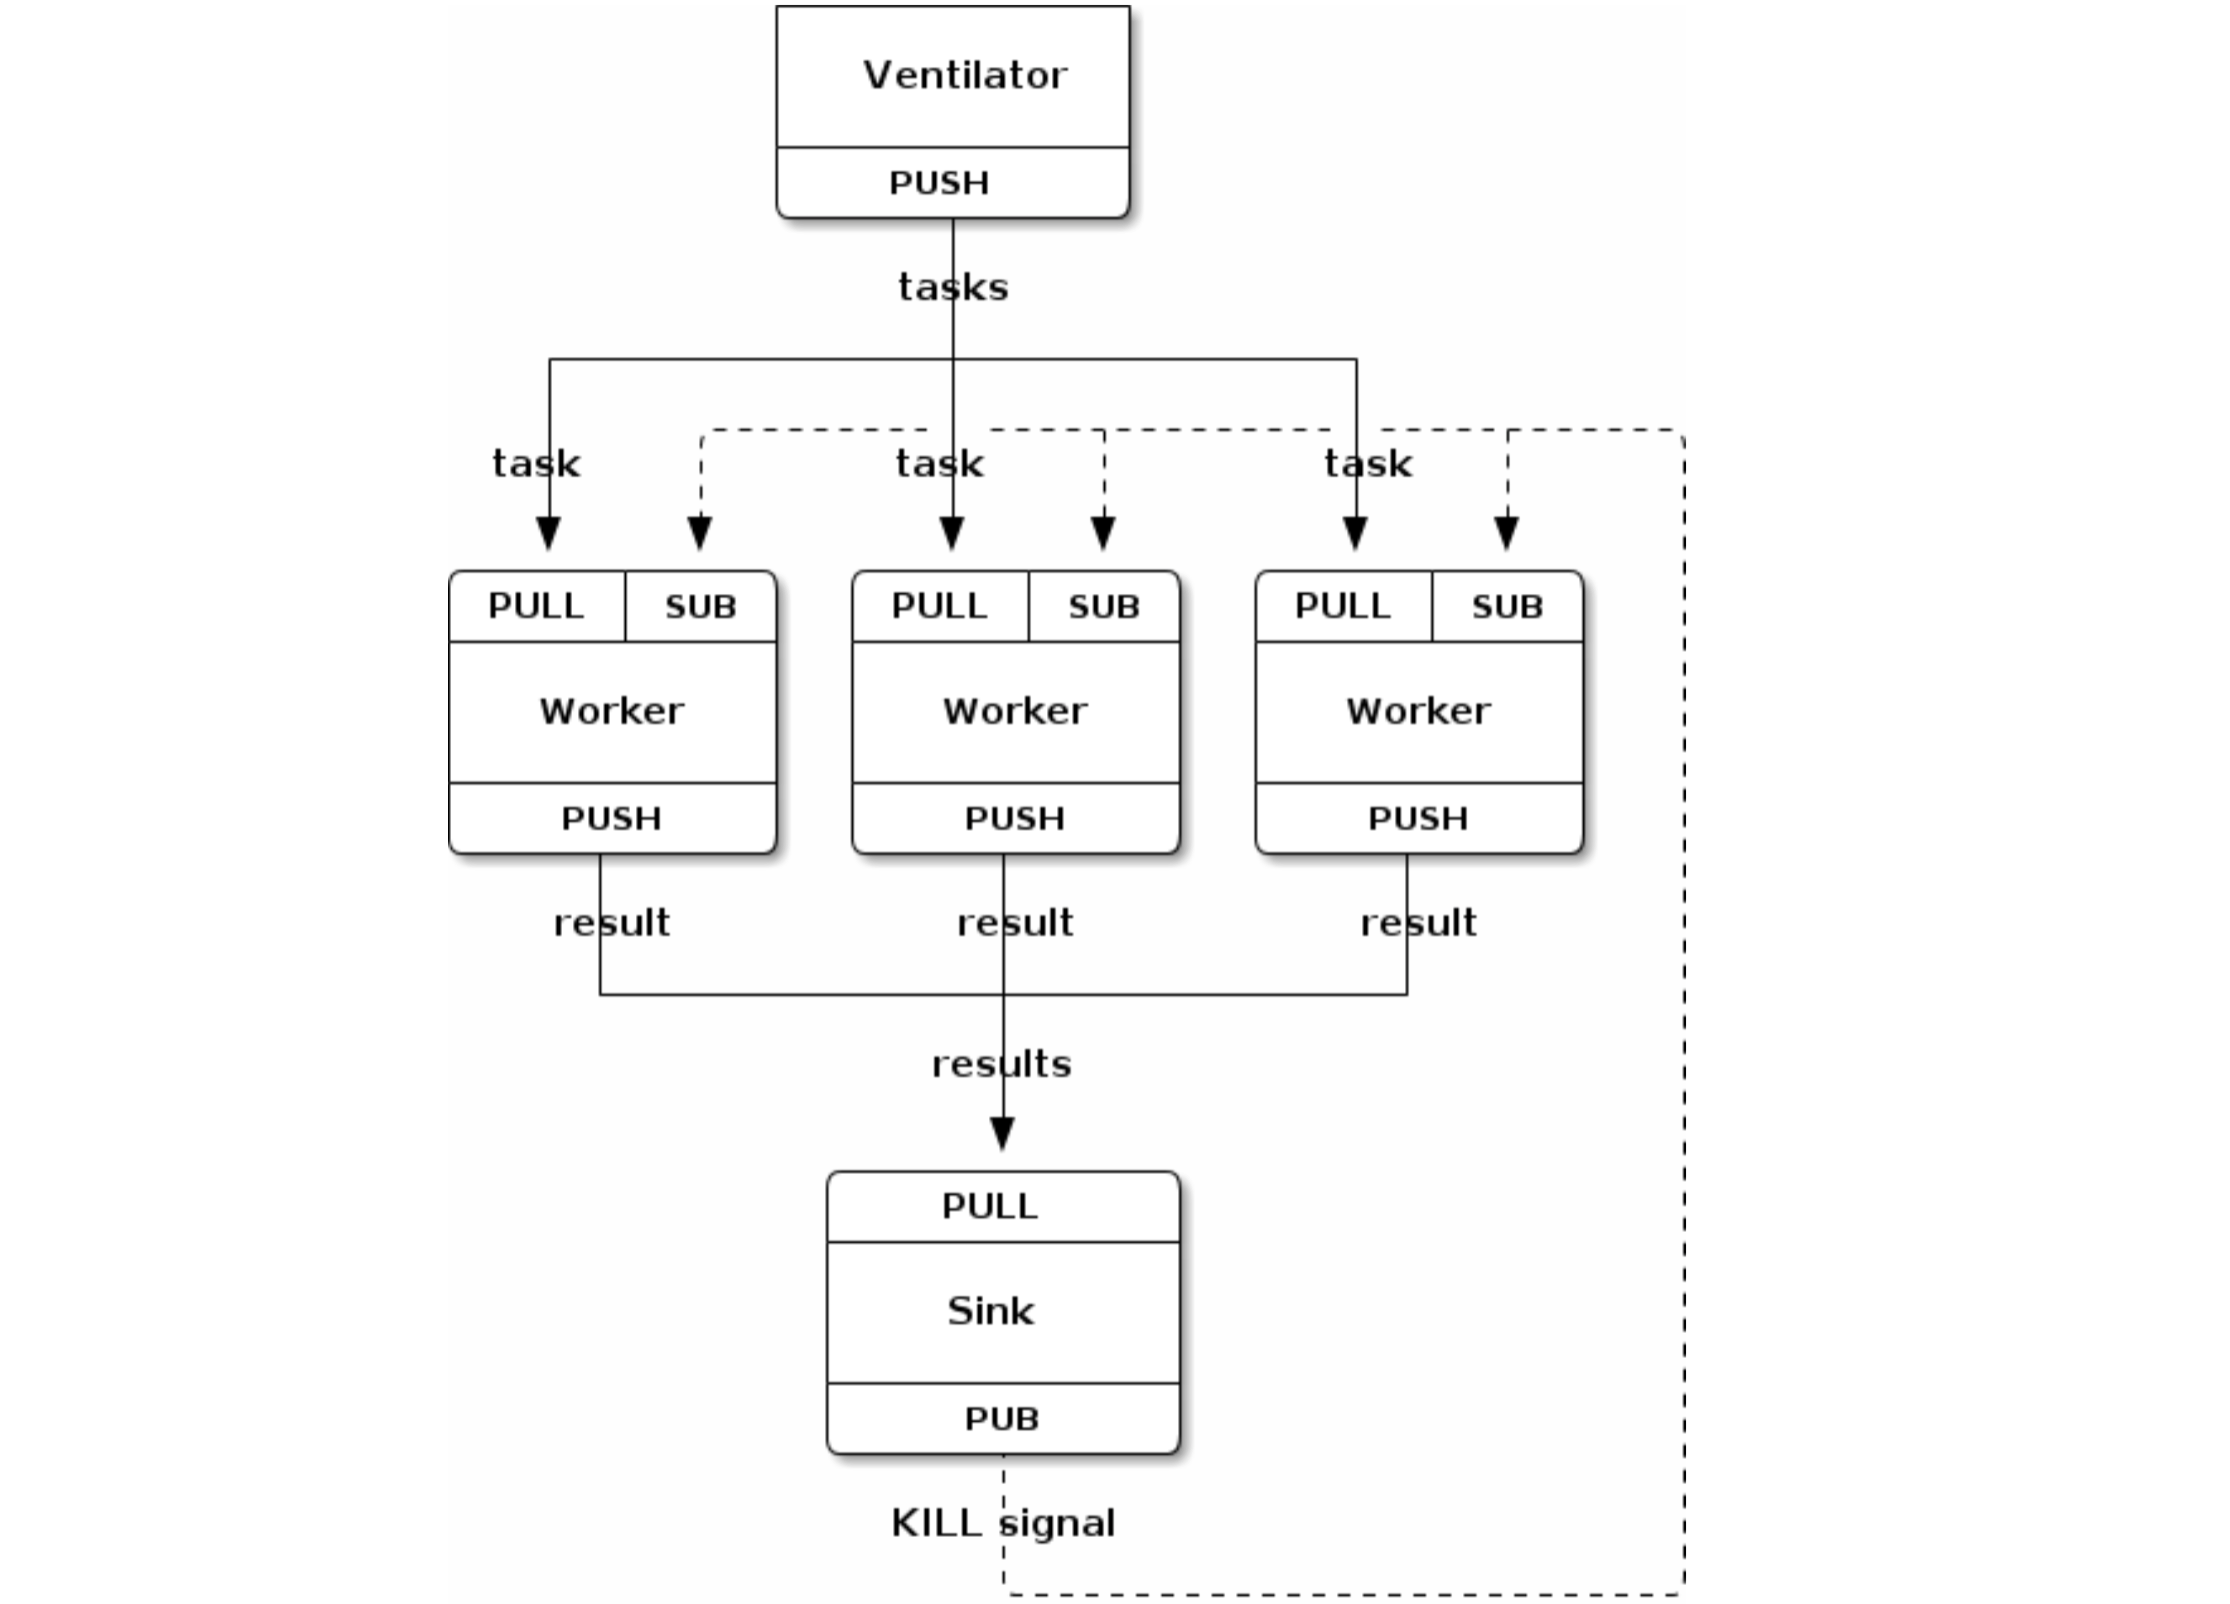 Ventilator
PUSH
tasks
task task task
PULL SUB PULL SUB PULL SUB
Worker Worker Worker
PUSH PUSH PUSH
result result result
results
PULL
Sink
PUB
KILL signal